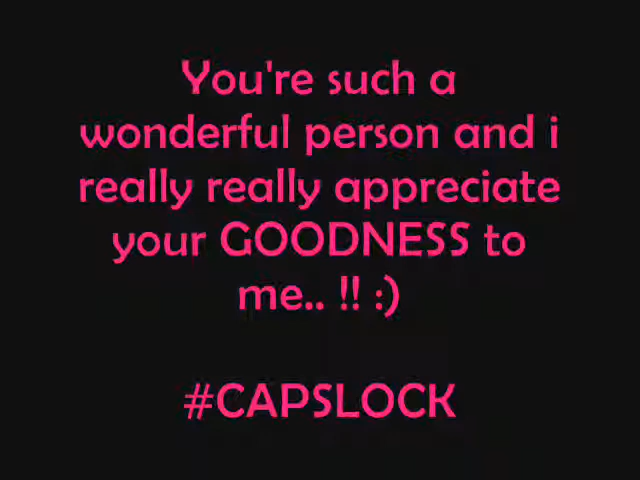 You're such a
wonderful person and i
really really appreciate
your GOODNESS to
me.. !! :)
#CAPSLOCK